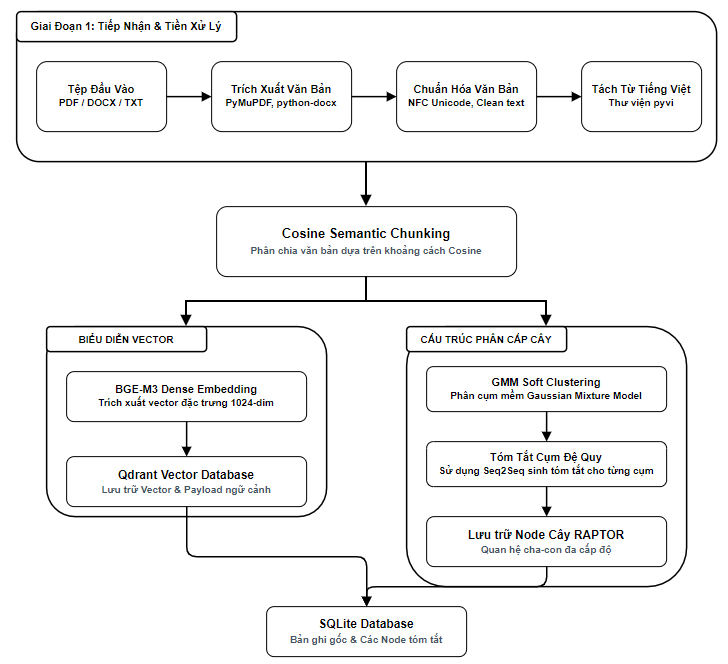 Giai Đoạn 1: Tiếp Nhận & Tiền Xử Lý
Tệp Đầu Vào
PDF / DOCX / TXT
Trích Xuất Văn Bản
PyMuPDF, python-docx
Chuẩn Hóa Văn Bản
NFC Unicode, Clean text
Tách Từ Tiếng Việt
Thư viện pyvi
Cosine Semantic Chunking
Phân chia văn bản dựa trên khoảng cách Cosine
BIỂU DIỄN VECTOR
BGE-M3 Dense Embedding
Trích xuất vector đặc trưng 1024-dim
Qdrant Vector Database
Lưu trữ Vector & Payload ngữ cảnh
CẤU TRÚC PHÂN CẤP CÂY
GMM Soft Clustering
Phân cụm mềm Gaussian Mixture Model
Tóm Tắt Cụm Đệ Quy
Sử dụng Seq2Seq sinh tóm tắt cho từng cụm
Lưu trữ Node Cây RAPTOR
Quan hệ cha-con đa cấp độ
SQLite Database
Bản ghi gốc & Các Node tóm tắt